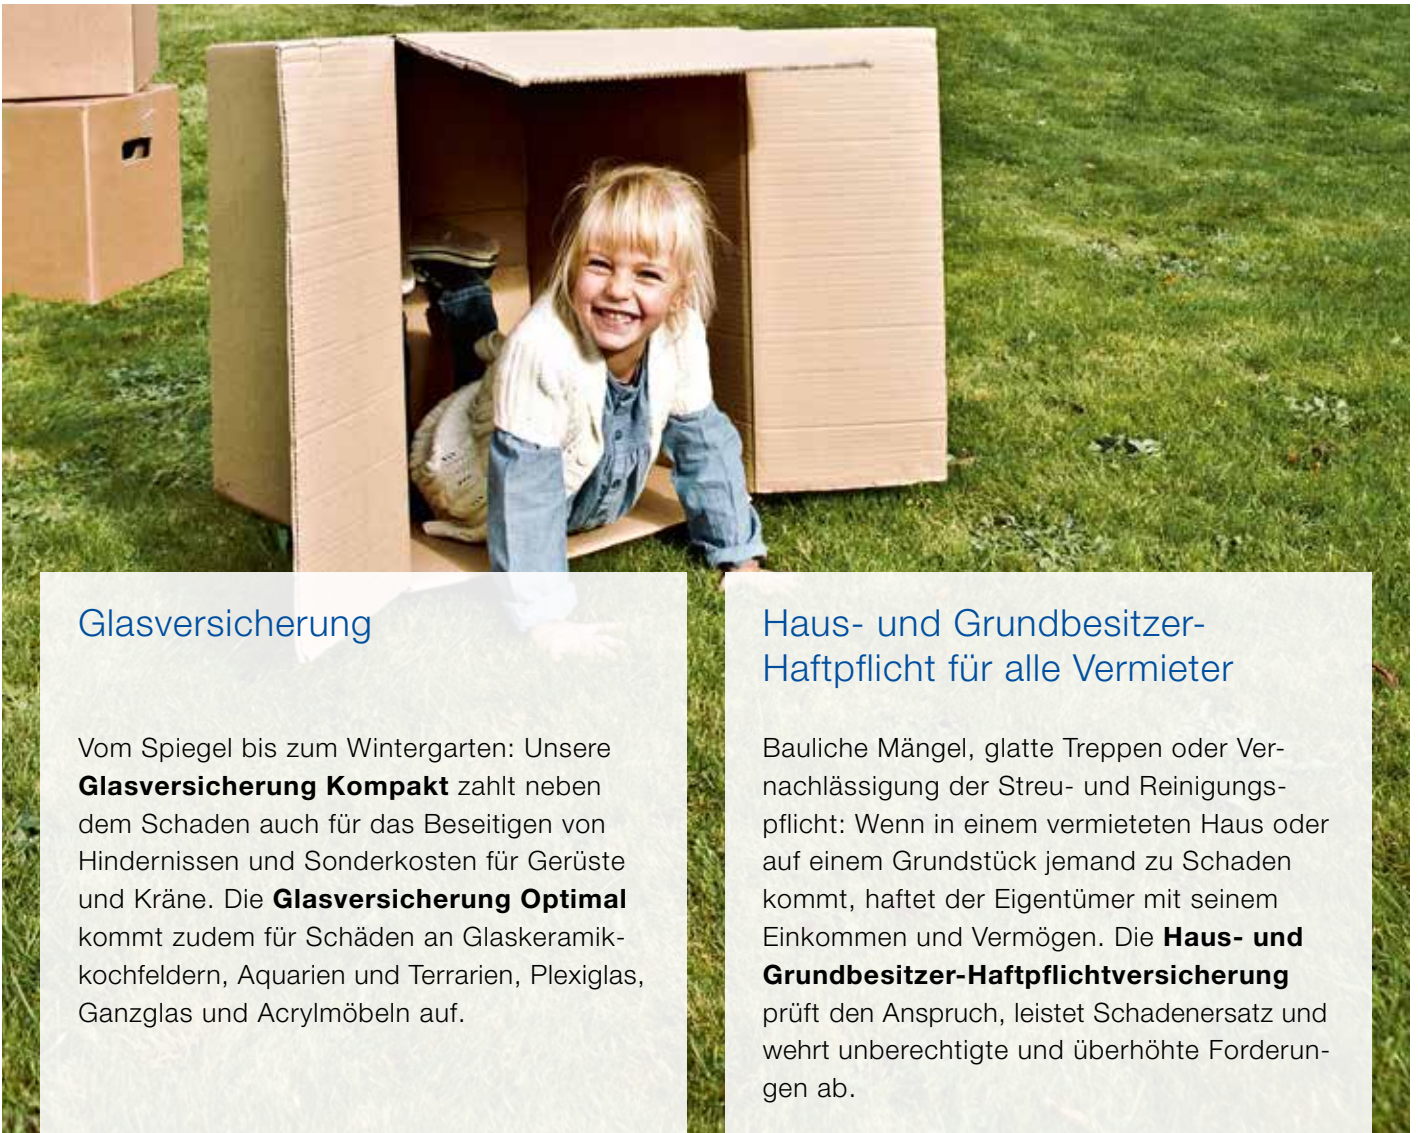 Glasversicherung
Vom Spiegel bis zum Wintergarten: Unsere
Glasversicherung Kompakt zahlt neben
dem Schaden auch für das Beseitigen von
Hindernissen und Sonderkosten für Gerüste
und Kräne. Die Glasversicherung Optimal
kommt zudem für Schäden an Glaskeramik-
kochfeldern, Aquarien und Terrarien, Plexiglas,
Ganzglas und Acrylmöbeln auf.
Haus- und Grundbesitzer-
Haftpflicht für alle Vermieter
Bauliche Mängel, glatte Treppen oder Ver-
nachlässigung der Streu- und Reinigungs-
pflicht: Wenn in einem vermieteten Haus oder
auf einem Grundstück jemand zu Schaden
kommt, haftet der Eigentümer mit seinem
Einkommen und Vermögen. Die Haus- und
Grundbesitzer-Haftpflichtversicherung
prüft den Anspruch, leistet Schadenersatz und
wehrt unberechtigte und überhöhte Forderun-
gen ab.